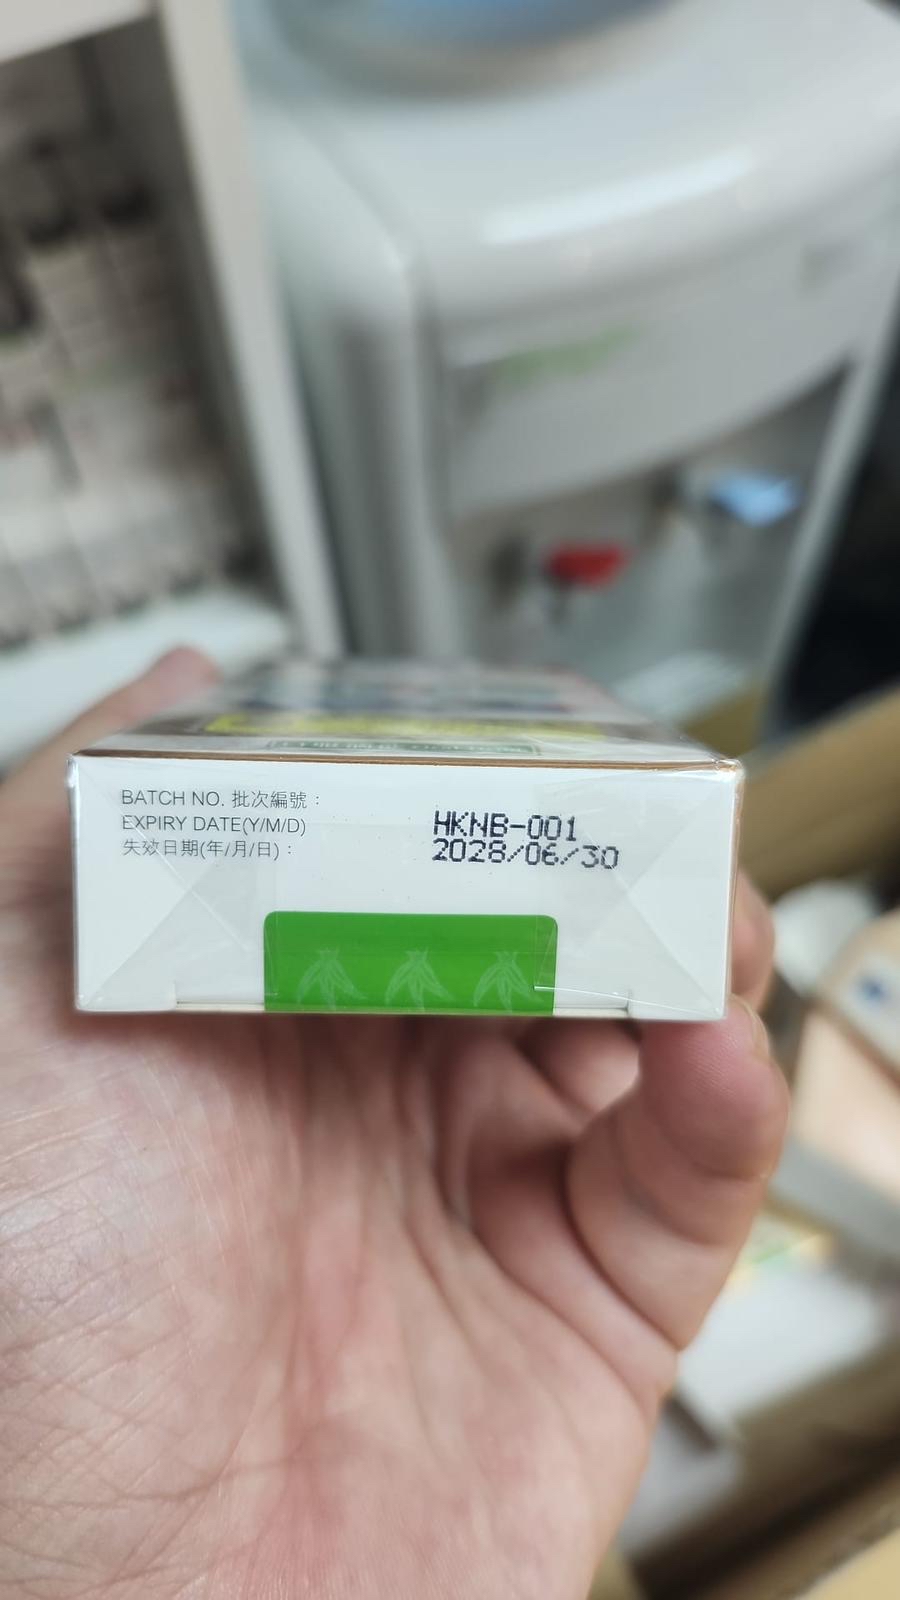 BATCH NO. 批次編號：
EXPIRY DATE(Y/M/D)
失效日期(年/月/日)：
HKNB-001
2028/06/30